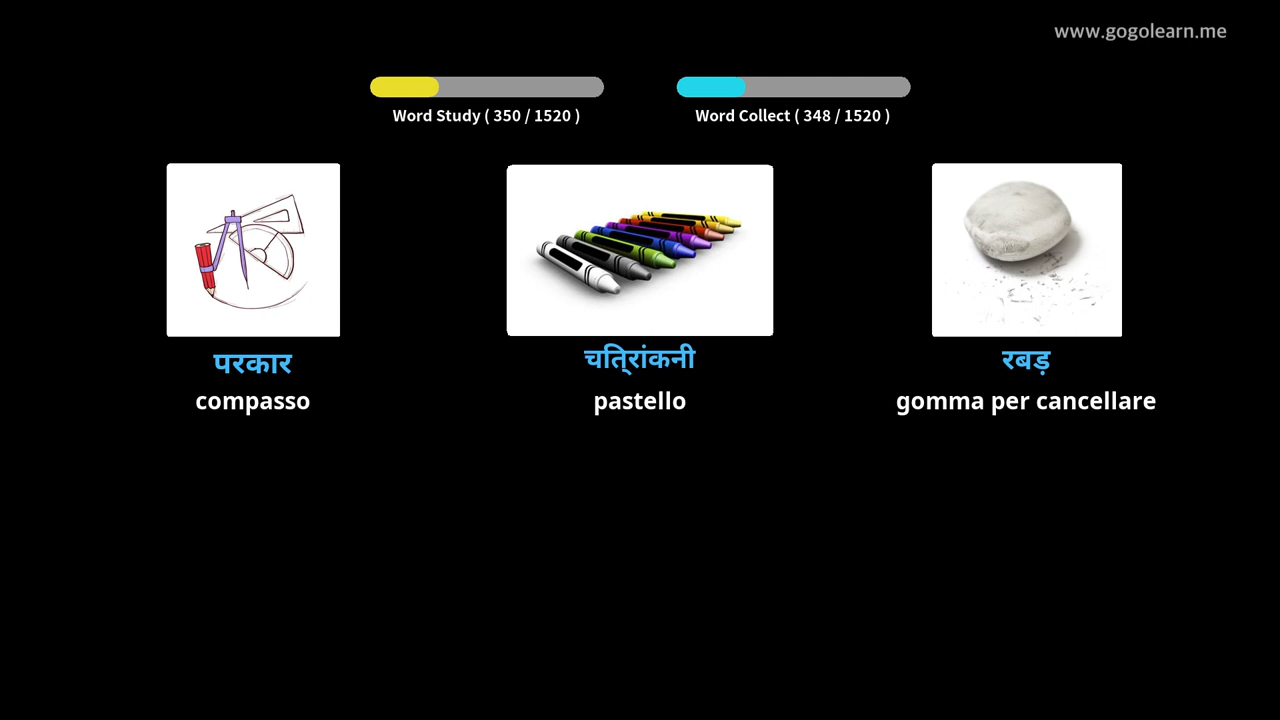 www.gogolearn.me
Word Study ( 350 / 1520 )
Word Collect ( 348 / 1520 )
परकार
चित्रांकनी
रबड़
compasso
pastello
gomma per cancellare